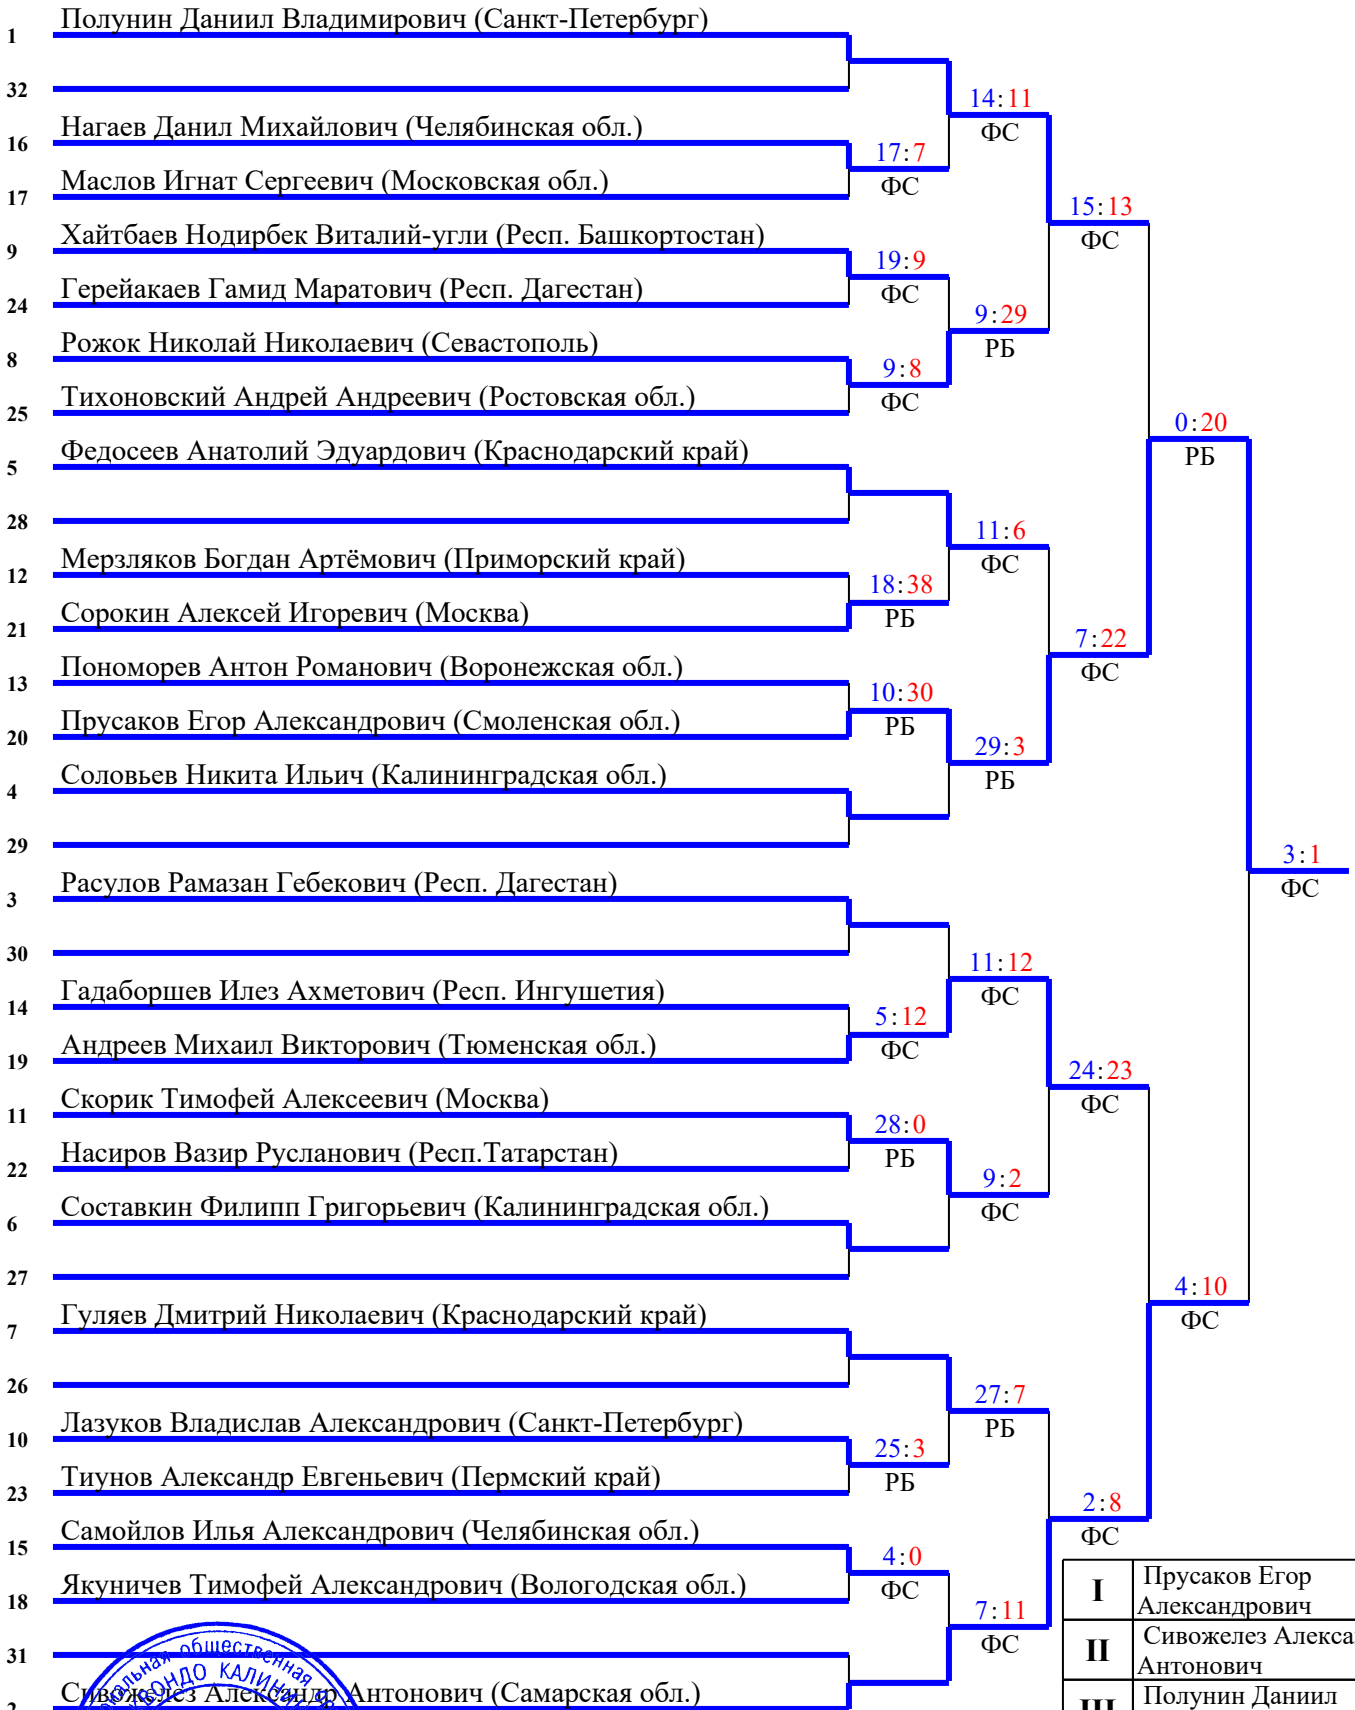 Полунин Даниил Владимирович (Санкт-Петербург)
1
32
14:11
ФС
Нагаев Данил Михайлович (Челябинская обл.)
16
17:7
ФС
Маслов Игнат Сергеевич (Московская обл.)
17
15:13
ФС
Хайтбаев Нодирбек Виталий-угли (Респ. Башкортостан)
9
19:9
ФС
Герейакаев Гамид Маратович (Респ. Дагестан)
24
9:29
РБ
Рожок Николай Николаевич (Севастополь)
8
9:8
ФС
Тихоновский Андрей Андреевич (Ростовская обл.)
25
0:20
РБ
Федосеев Анатолий Эдуардович (Краснодарский край)
5
28
11:6
ФС
Мерзляков Богдан Артёмович (Приморский край)
12
18:38
РБ
Сорокин Алексей Игоревич (Москва)
21
7:22
ФС
Пономорев Антон Романович (Воронежская обл.)
13
10:30
РБ
Прусаков Егор Александрович (Смоленская обл.)
20
29:3
РБ
Соловьев Никита Ильич (Калининградская обл.)
4
29
3:1
ФС
Расулов Рамазан Гебекович (Респ. Дагестан)
3
30
11:12
ФС
Гадаборшев Илез Ахметович (Респ. Ингушетия)
14
5:12
ФС
Андреев Михаил Викторович (Тюменская обл.)
19
24:23
ФС
Скорик Тимофей Алексеевич (Москва)
11
28:0
РБ
Насиров Вазир Русланович (Респ.Татарстан)
22
9:2
ФС
Составкин Филипп Григорьевич (Калининградская обл.)
6
27
4:10
ФС
Гуляев Дмитрий Николаевич (Краснодарский край)
7
26
27:7
РБ
Лазуков Владислав Александрович (Санкт-Петербург)
10
25:3
РБ
Тиунов Александр Евгеньевич (Пермский край)
23
2:8
ФС
Самойлов Илья Александрович (Челябинская обл.)
15
4:0
ФС
Якуничев Тимофей Александрович (Вологодская обл.)
18
7:11
ФС
31
Сивожелез Александр Антонович (Самарская обл.)
2
I Прусаков Егор
Александрович
II Сивожелез Алекса
Антонович
III Полунин Даниил
общественная
КАЛИНИ